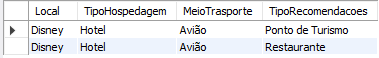 Local TipoHospedagem MeioTrasporte TipoRecomendacoes
Disney Hotel Avião Ponto de Turismo
Disney Hotel Avião Restaurante